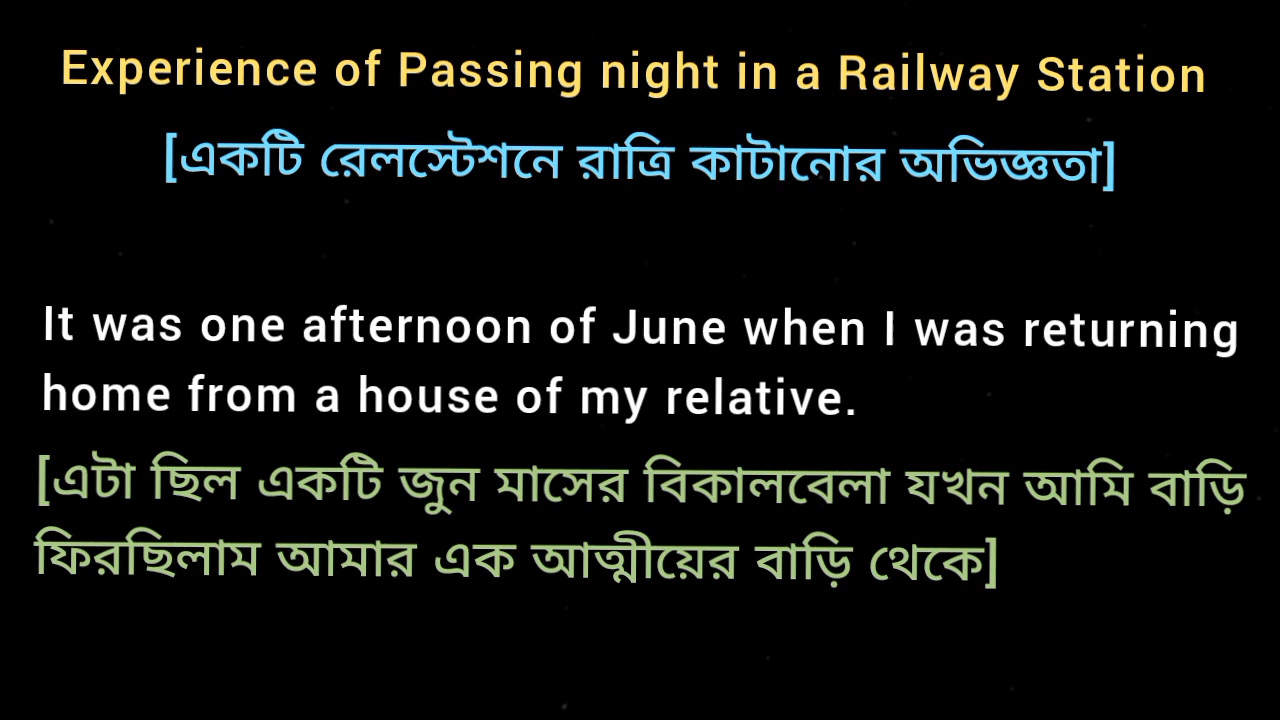 Experience of Passing night in a Railway Station
[একটি রেলস্টেশনে রাত্রি কাটানোর অভিজ্ঞতা]
It was one afternoon of June when I was returning
home from a house of my relative.
[এটা ছিল একটি জুন মাসের বিকালবেলা যখন আমি বাড়ি
ফিরছিলাম আমার এক আত্মীয়ের বাড়ি থেকে]